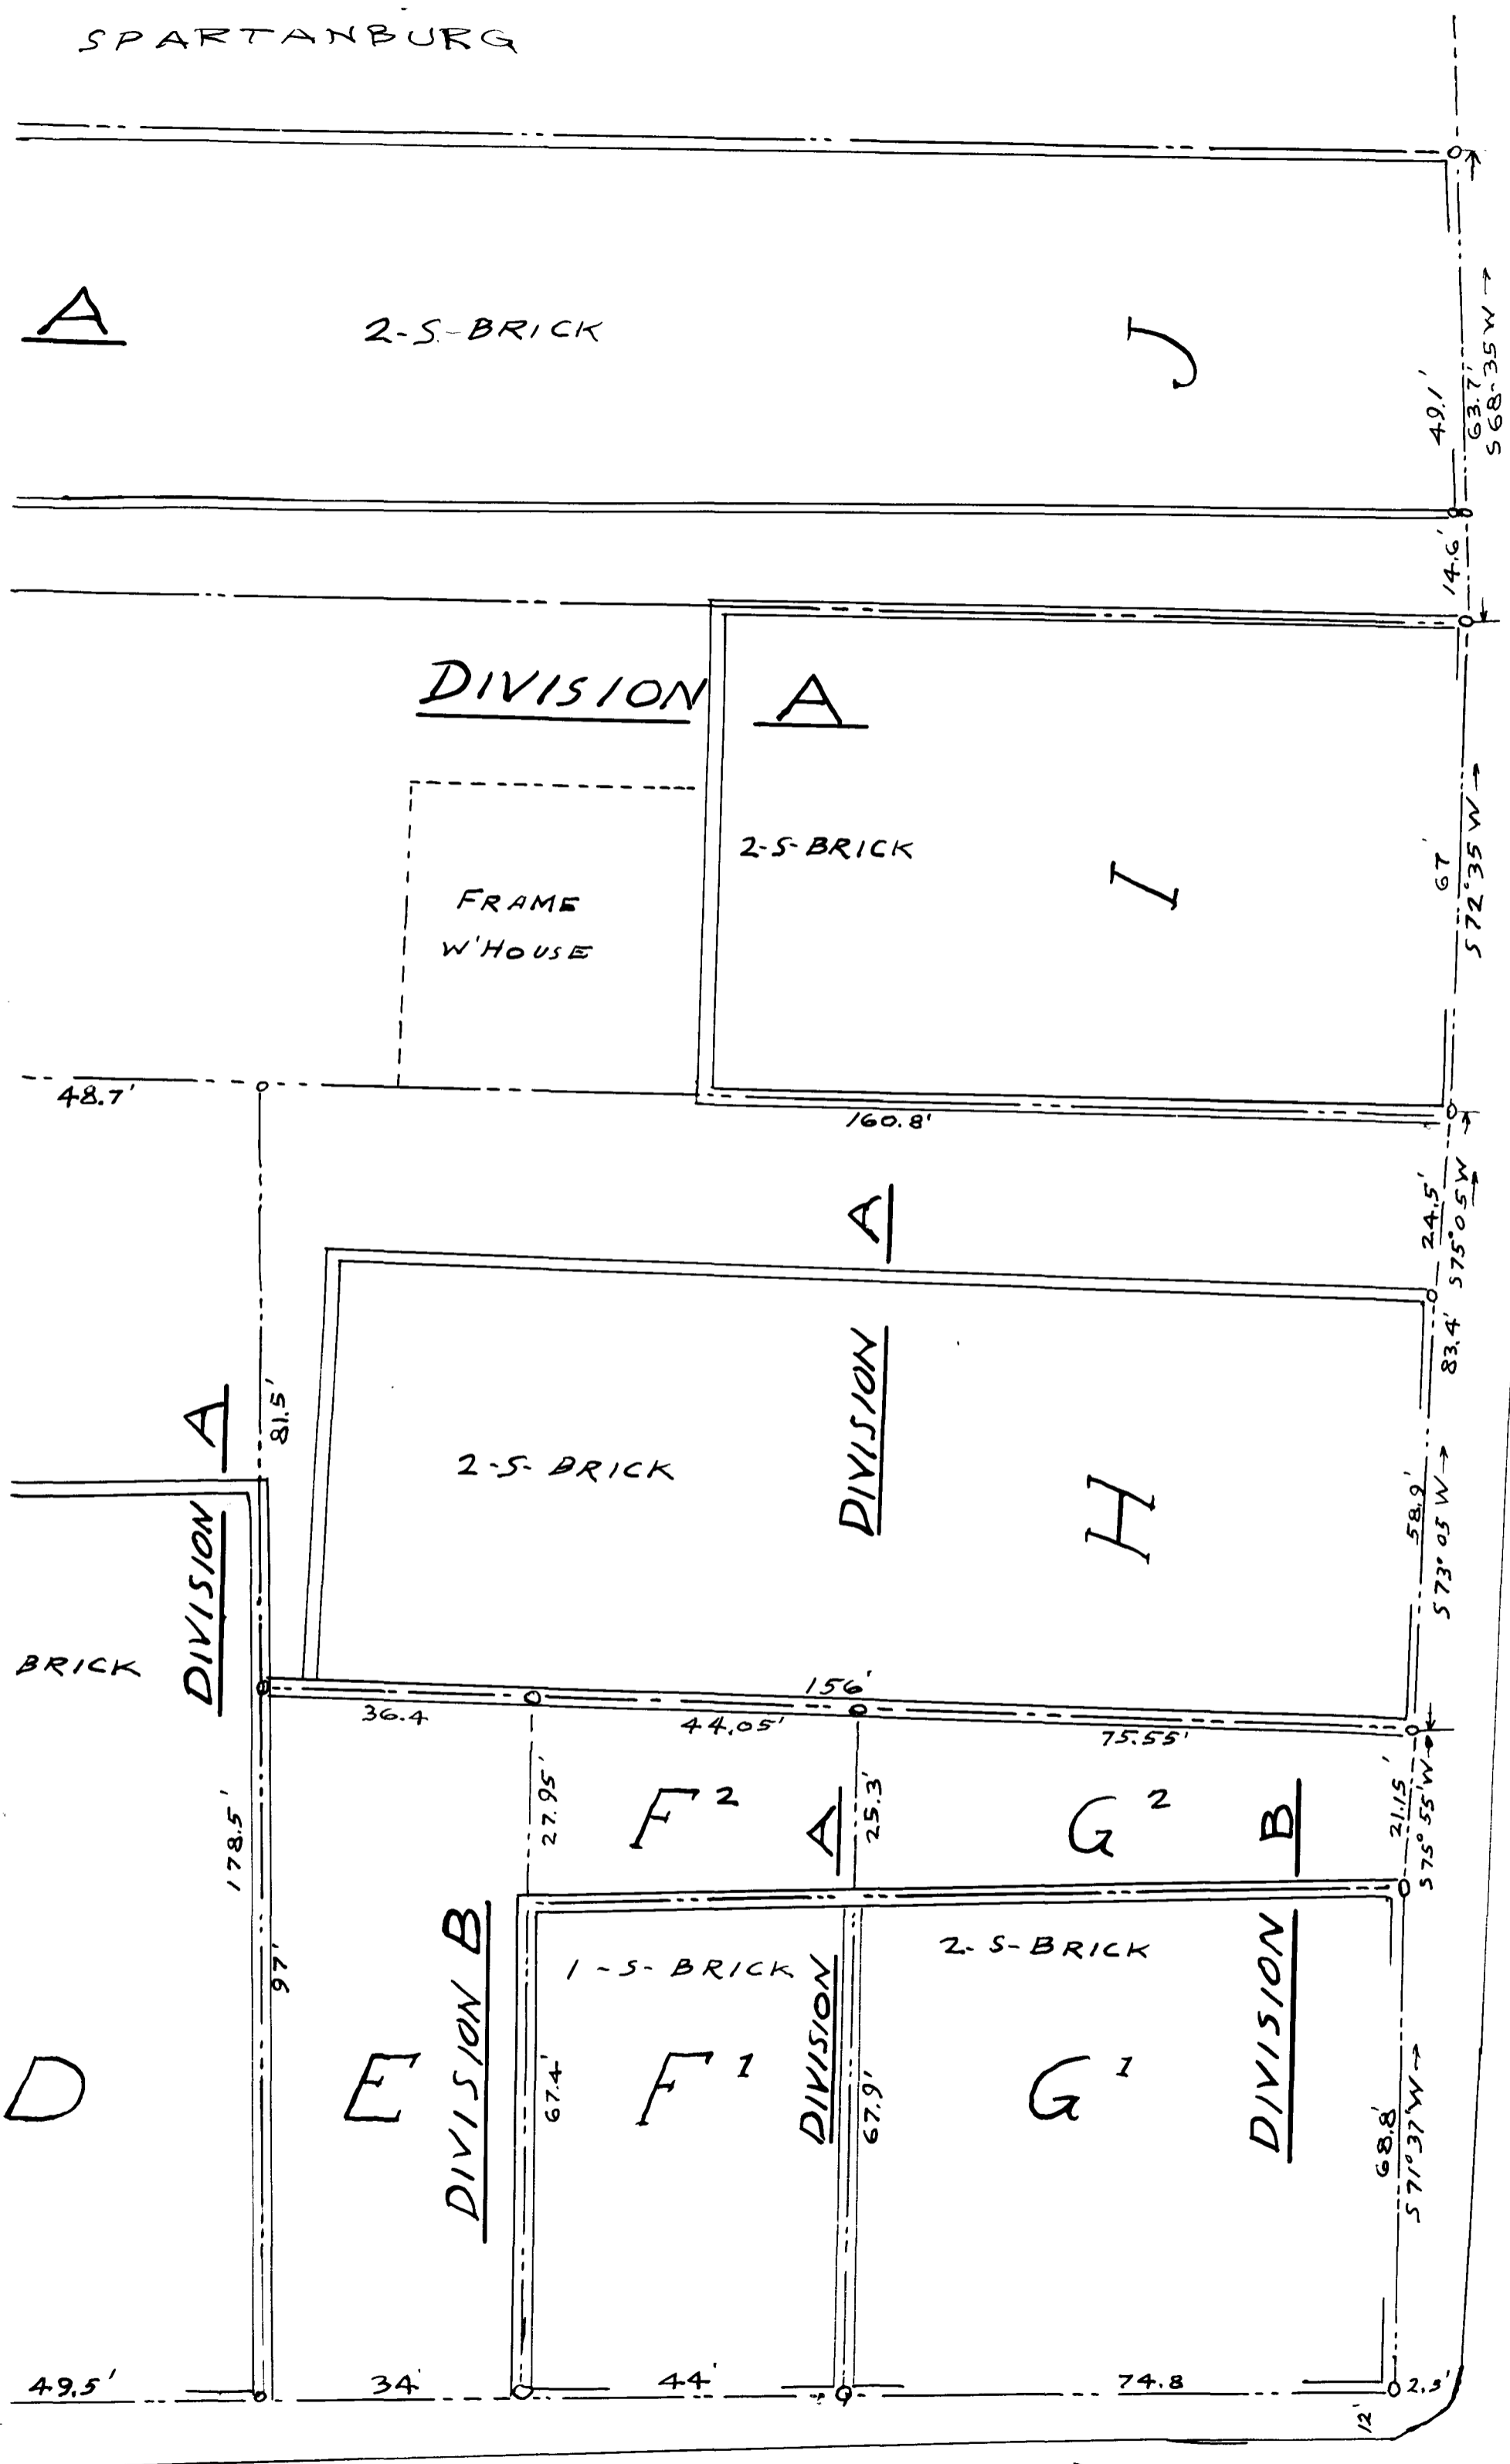 SPARTANBURG
A
2-S-BRICK
J
49.1'
63.7'
S68-35W →
14.6'
DIVISION A
2-S-BRICK
I
FRAME
W'HOUSE
67'
S72°35W →
48.7'
160.8'
24.5'
S75°05W
83.4'
DIVISION A
81.5'
DIVISION A
2-S-BRICK
H
58.9'
S73°05W →
BRICK
156'
36.4
44.05'
75.55'
178.5'
27.95'
F2
25.3'
G2
21.15'
S75°55'W
97'
DIVISION B
1-S-BRICK
DIVISION A
2-S-BRICK
DIVISION B
D
E
67.4'
F1
67.9'
G1
68.8'
S71°37'W →
49.5'
34'
44'
74.8
2.3'
12'